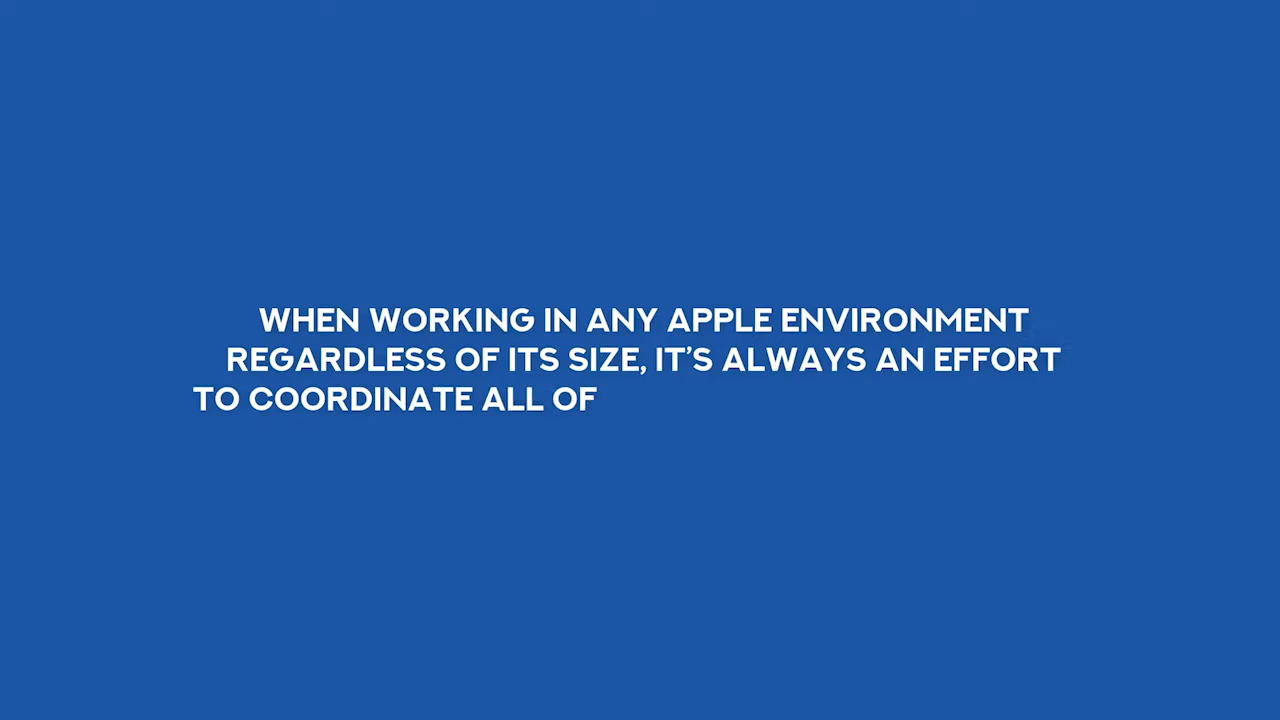 WHEN WORKING IN ANY APPLE ENVIRONMENT
REGARDLESS OF ITS SIZE, IT’S ALWAYS AN EFFORT
TO COORDINATE ALL OF